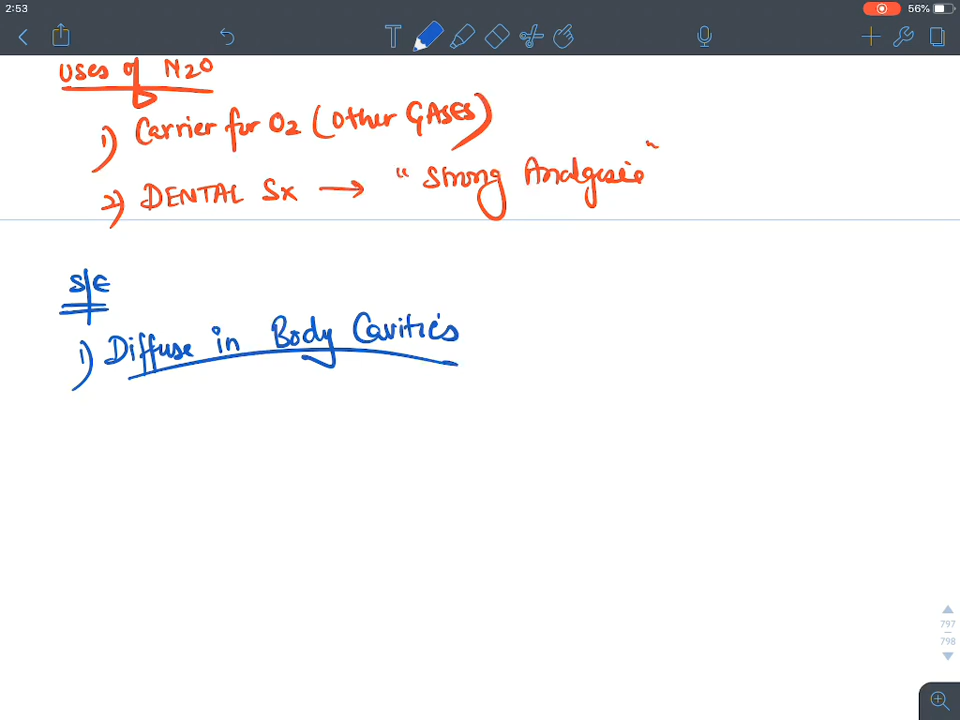 2:53
56%
T
Uses of N2O
1) Carrier for O2 (Other GASES)
2) DENTAL Sx → "Strong Analgesic"
S/E
1) Diffuse in Body Cavities
797
798